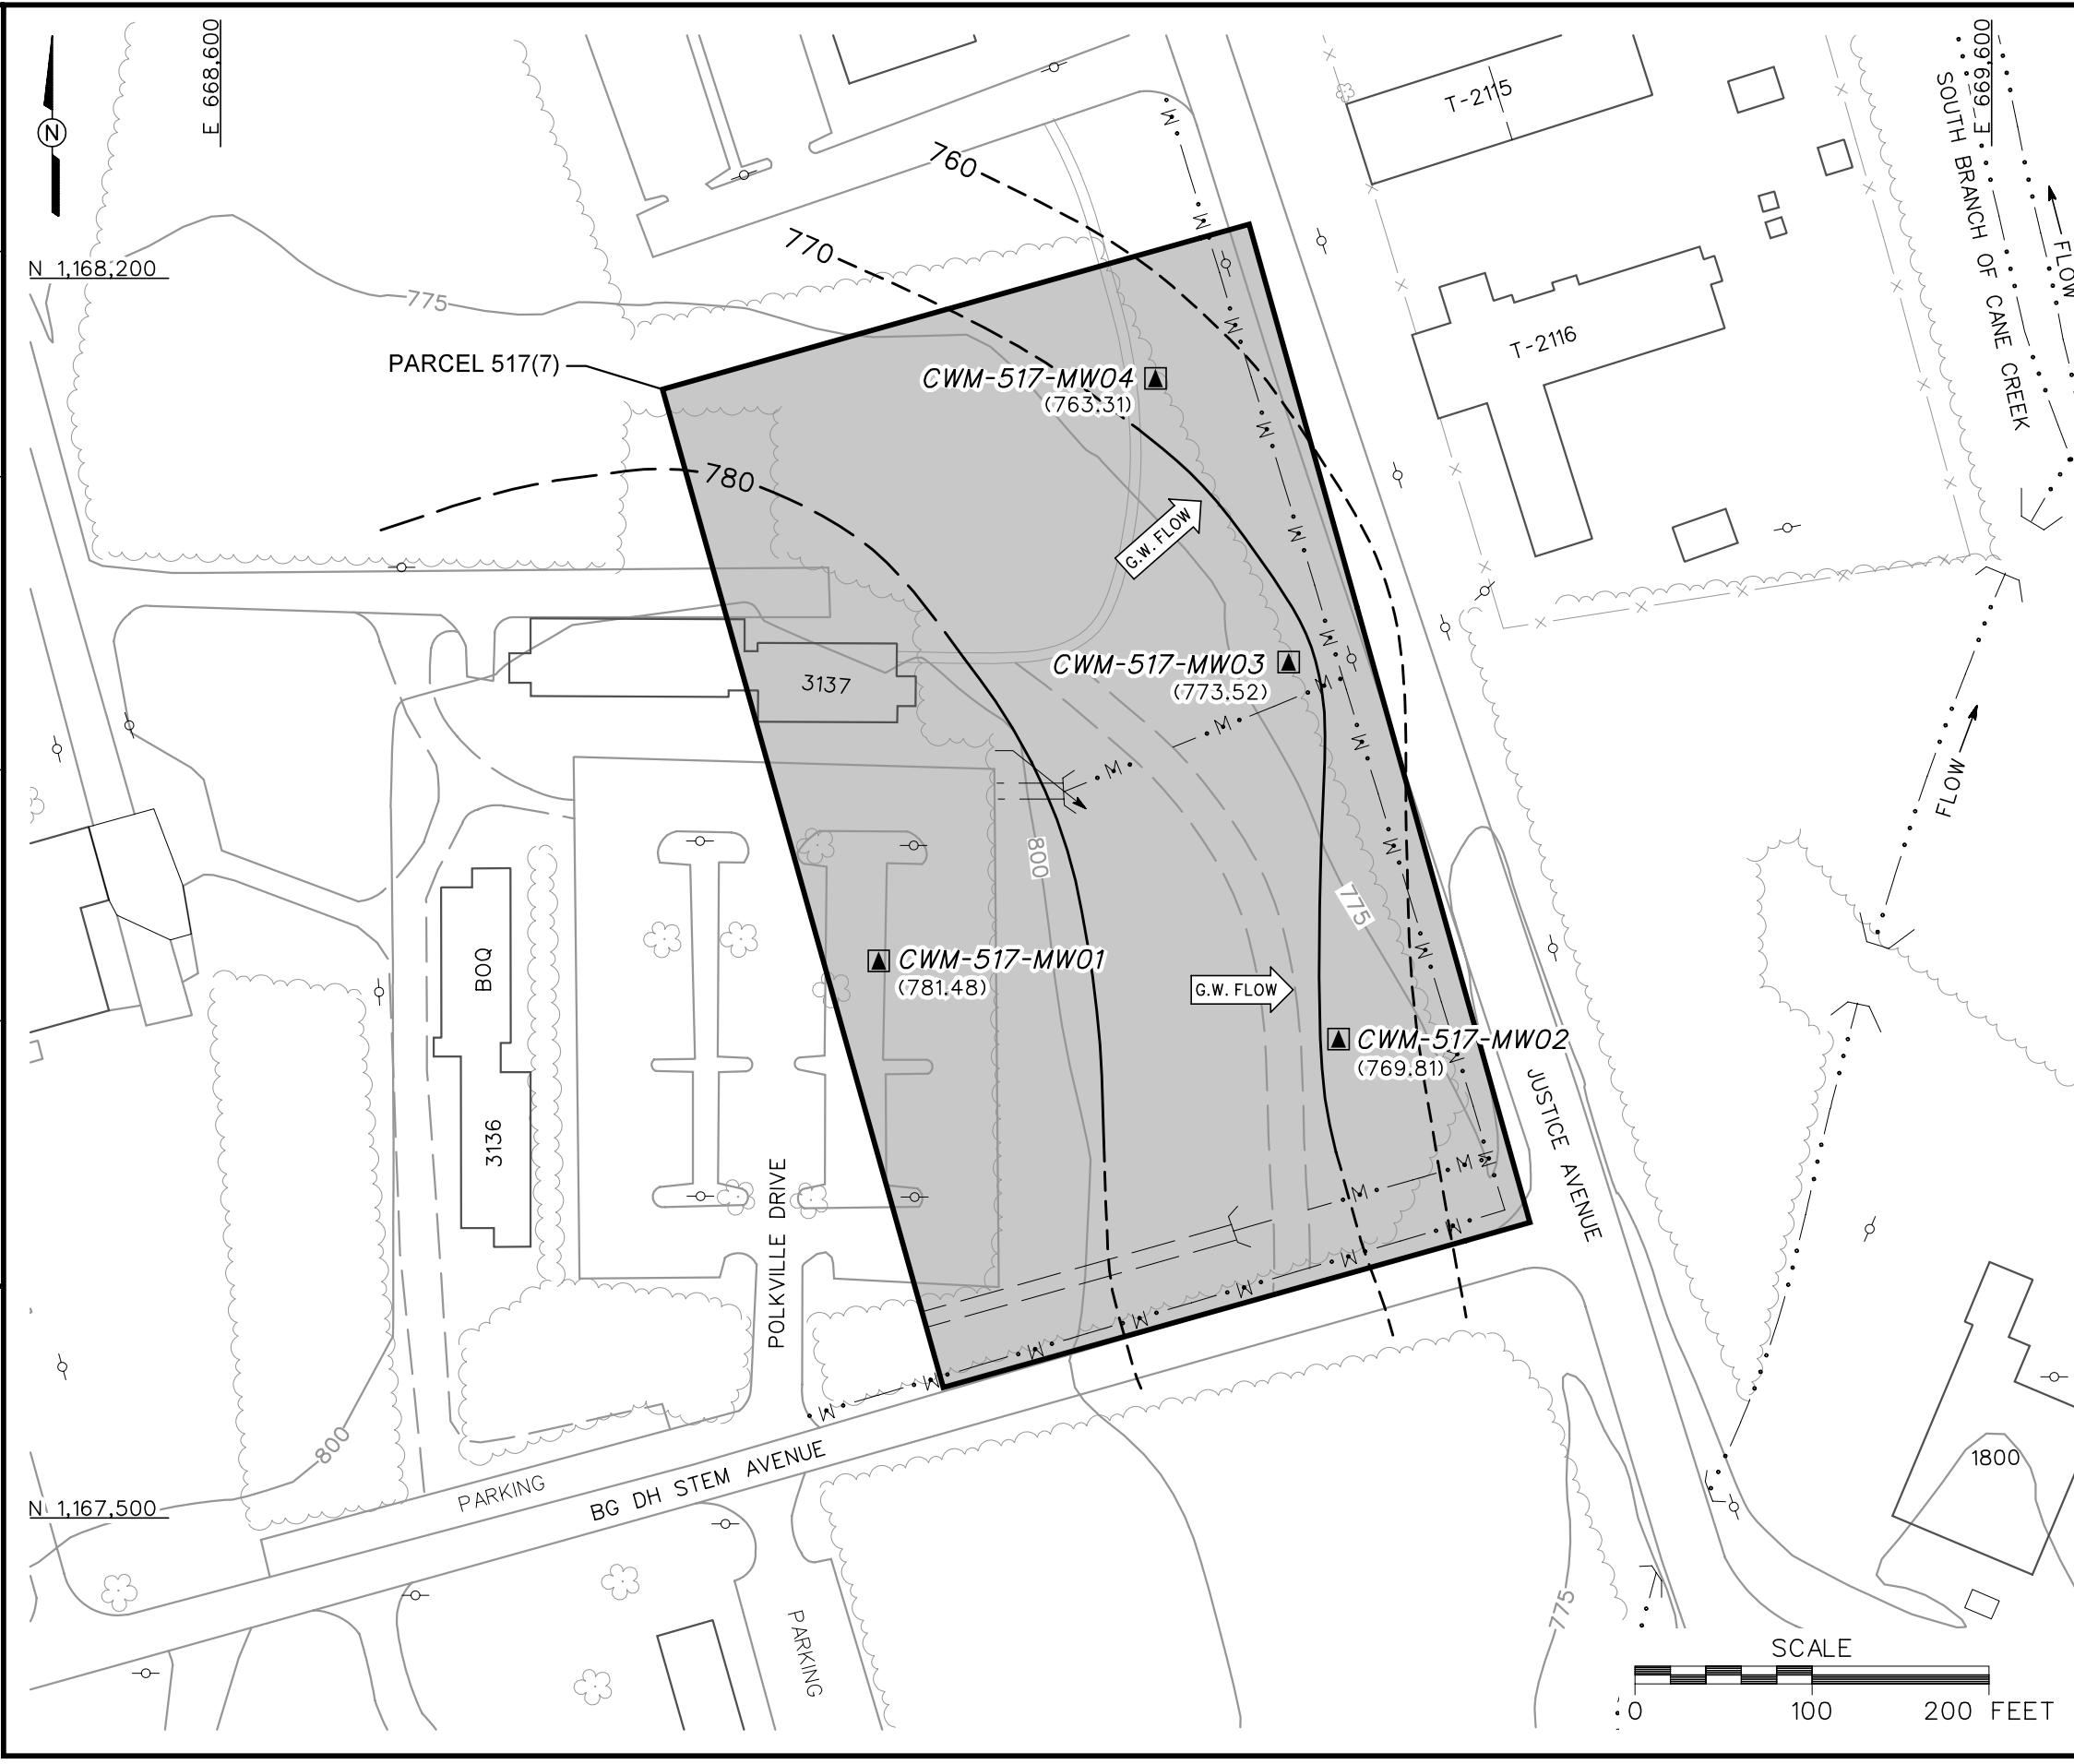 E 668,600
E 669,600
N
T-2115
SOUTH BRANCH OF CANE CREEK
760
770
FLOW
N 1,168,200
775
T-2116
PARCEL 517(7)
CWM-517-MW04
(763.31)
780
G.W. FLOW
CWM-517-MW03
(773.52)
3137
FLOW
800
775
BOQ
CWM-517-MW01
(781.48)
G.W. FLOW
CWM-517-MW02
(769.81)
3136
JUSTICE AVENUE
POLKVILLE DRIVE
800
PARKING
BG DH STEM AVENUE
1800
N 1,167,500
775
PARKING
SCALE
0 100 200 FEET